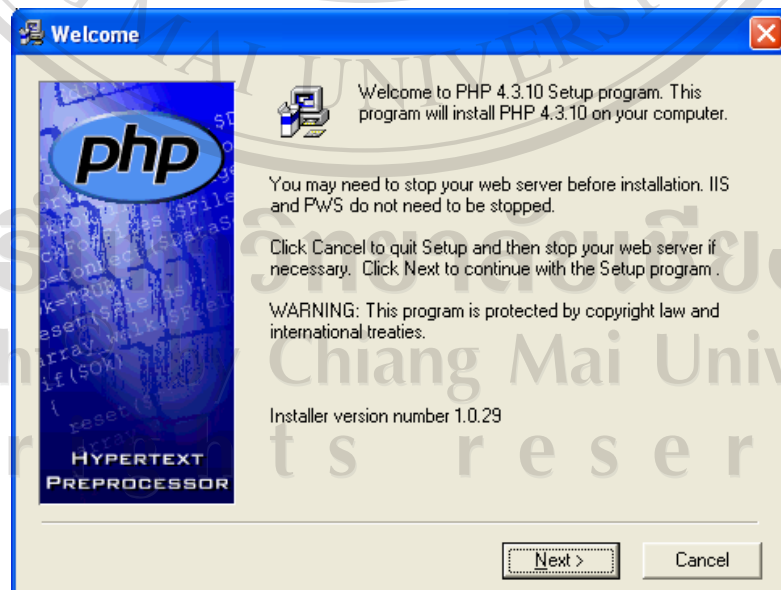 Welcome
Welcome to PHP 4.3.10 Setup program. This
program will install PHP 4.3.10 on your computer.
You may need to stop your web server before installation. IIS
and PWS do not need to be stopped.
Click Cancel to quit Setup and then stop your web server if
necessary. Click Next to continue with the Setup program .
WARNING: This program is protected by copyright law and
international treaties.
Installer version number 1.0.29
php
HYPERTEXT
PREPROCESSOR
Next >
Cancel
MAI UNIVERSI
Chiang Mai Univ
r i g h t s r e s e r